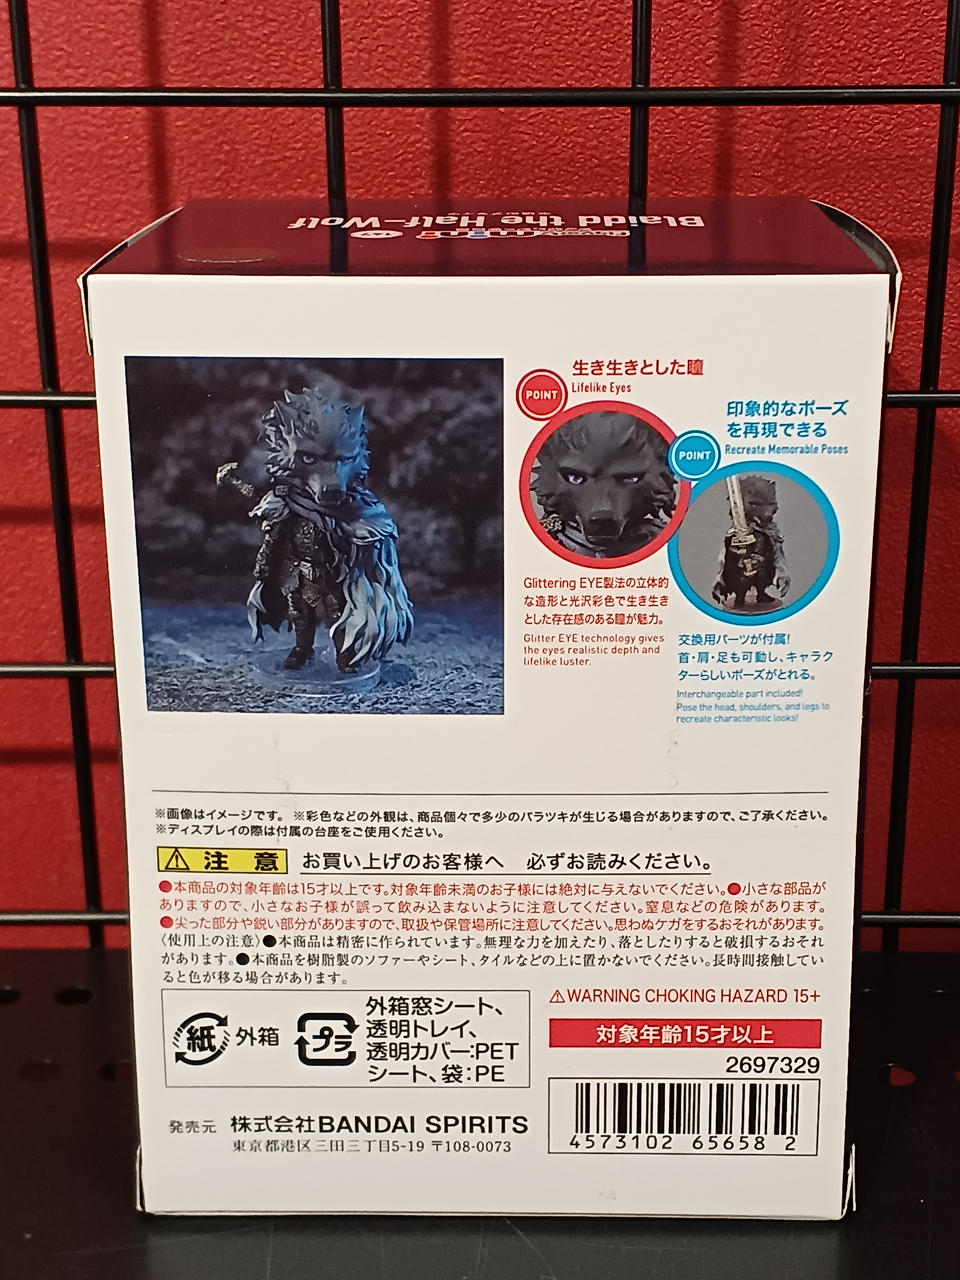 Blaidd the Half-Wolf
POINT
生き生きとした瞳
Lifelike Eyes
POINT
印象的なポーズ
を再現できる
Recreate Memorable Poses
Glittering EYE製法の立体的
な造形と光沢彩色で生き生き
とした存在感のある瞳が魅力。
Glitter EYE technology gives
the eyes realistic depth and
lifelike luster.
交換用パーツが付属!
首・肩・足も可動し、キャラク
ターらしいポーズがとれる。
Interchangeable part included!
Pose the head, shoulders, and legs to
recreate characteristic looks!
※画像はイメージです。 ※彩色などの外観は、商品個々で多少のバラツキが生じる場合がありますので、ご了承ください。
※ディスプレイの際は付属の台座をご使用ください。
⚠ 注意 お買い上げのお客様へ 必ずお読みください。
●本商品の対象年齢は15才以上です。対象年齢未満のお子様には絶対に与えないでください。●小さな部品が
ありますので、小さなお子様が誤って飲み込まないように注意してください。窒息などの危険があります。
●尖った部分や鋭い部分がありますので、取扱や保管場所に注意してください。思わぬケガをするおそれがあります。
〈使用上の注意〉●本商品は精密に作られています。無理な力を加えたり、落としたりすると破損するおそれ
があります。●本商品を樹脂製のソファーやシート、タイルなどの上に置かないでください。長時間接触してい
ると色が移る場合があります。
紙 外箱
プラ
外箱窓シート、
透明トレイ、
透明カバー:PET
シート、袋:PE
⚠WARNING CHOKING HAZARD 15+
対象年齢15才以上
2697329
4573102 65658 2
発売元 株式会社BANDAI SPIRITS
東京都港区三田三丁目5-19 〒108-0073